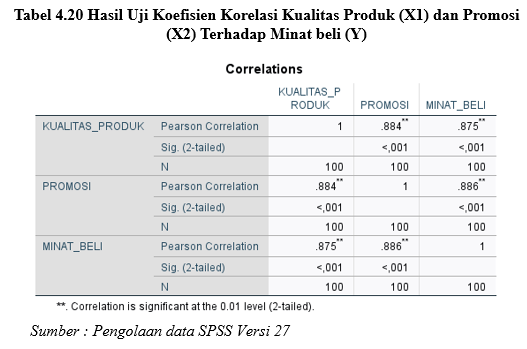 Tabel 4.20 Hasil Uji Koefisien Korelasi Kualitas Produk (X1) dan Promosi
(X2) Terhadap Minat beli (Y)
Correlations
KUALITAS_P
RODUK PROMOSI MINAT_BELI
KUALITAS_PRODUK Pearson Correlation 1 .884** .875**
Sig. (2-tailed) <,001 <,001
N 100 100 100
PROMOSI Pearson Correlation .884** 1 .886**
Sig. (2-tailed) <,001 <,001
N 100 100 100
MINAT_BELI Pearson Correlation .875** .886** 1
Sig. (2-tailed) <,001 <,001
N 100 100 100
**. Correlation is significant at the 0.01 level (2-tailed).
Sumber : Pengolaan data SPSS Versi 27